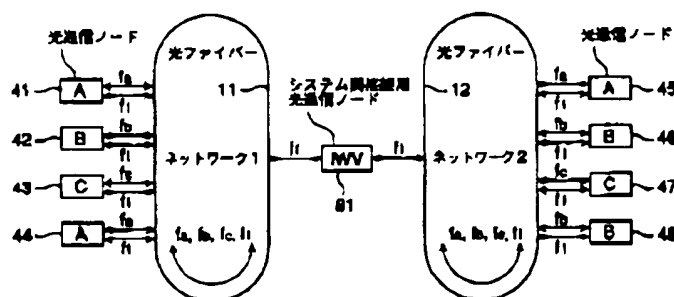 光通信ノード
光ファイバー
光ファイバー
光通信ノード
システム間接続用
光通信ノード
41 A fa f1
11
12
fa f1 A 45
42 B fb f1
fb f1 B 46
ネットワーク1
f1 IWV f1
ネットワーク2
91
43 C fc f1
fc f1 C 47
44 A fa f1
fb f1 B 48
fa, fb, fc, f1
fa, fb, fc, f1